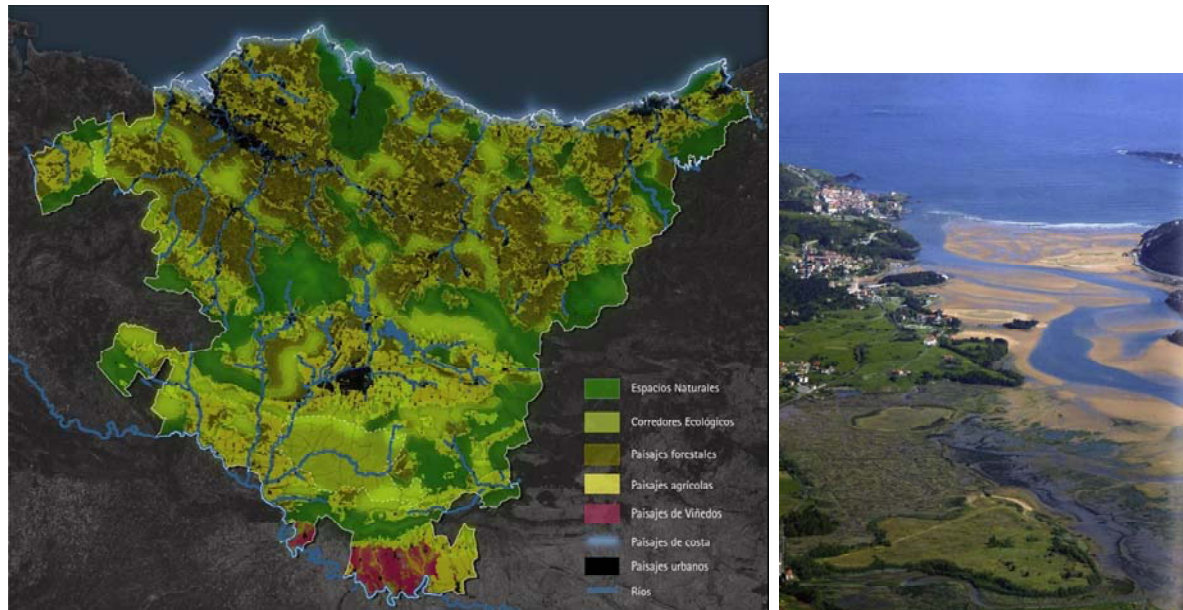 Espacios Naturales
Corredores Ecológicos
Paisajes forestales
Paisajes agrícolas
Paisajes de Viñedos
Paisajes de costa
Paisajes urbanos
Ríos